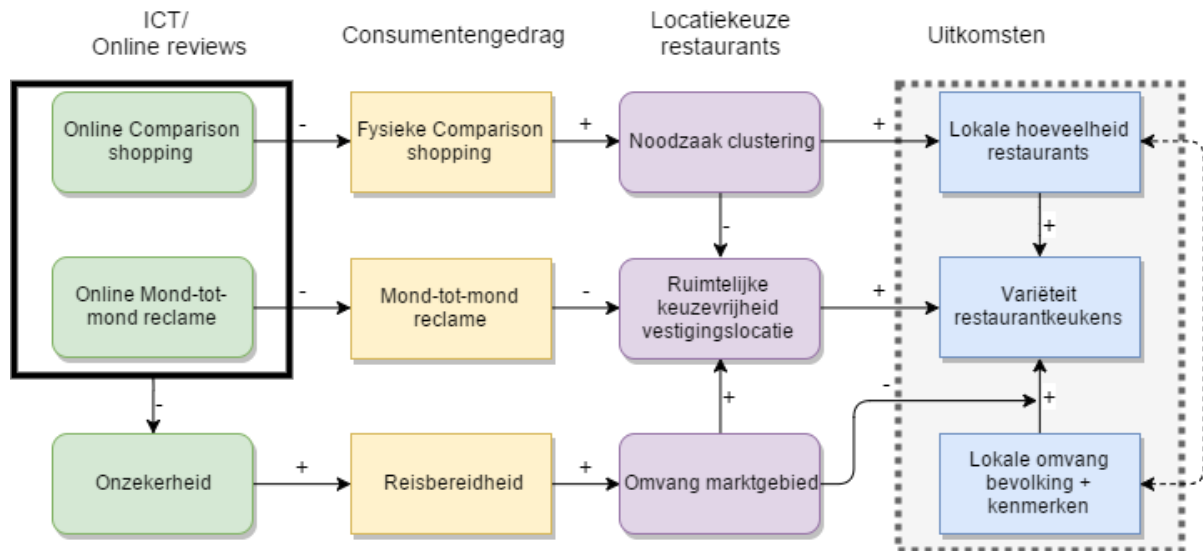 ICT/
Online reviews
Consumentengedrag
Locatiekeuze
restaurants
Uitkomsten
Online Comparison
shopping
-
Fysieke Comparison
shopping
+
Noodzaak clustering
+
Lokale hoeveelheid
restaurants
-
+
Online Mond-tot-
mond reclame
-
Mond-tot-mond
reclame
-
Ruimtelijke
keuzevrijheid
vestigingslocatie
+
Variëteit
restaurantkeukens
-
+
-
+
Onzekerheid
+
Reisbereidheid
+
Omvang marktgebied
Lokale omvang
bevolking +
kenmerken